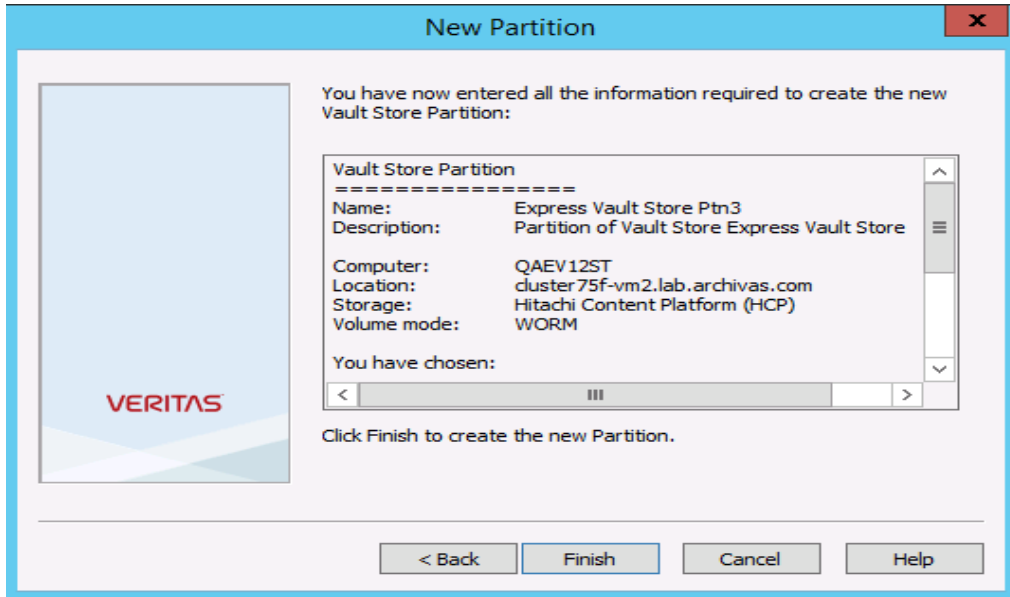 New Partition
x
You have now entered all the information required to create the new
Vault Store Partition:
Vault Store Partition
================
Name: Express Vault Store Ptn3
Description: Partition of Vault Store Express Vault Store
Computer: QAEV12ST
Location: cluster75f-vm2.lab.archivas.com
Storage: Hitachi Content Platform (HCP)
Volume mode: WORM
You have chosen:
VERITAS
Click Finish to create the new Partition.
< Back Finish Cancel Help